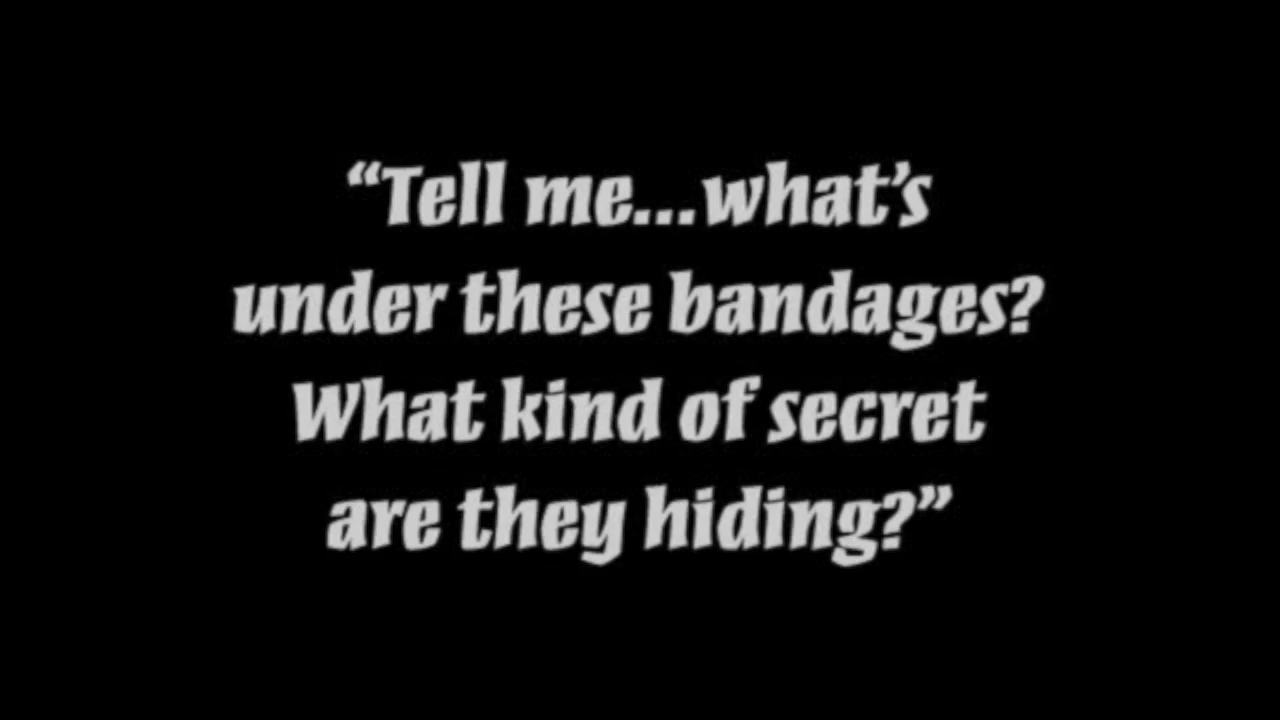 “Tell me...what’s
under these bandages?
What kind of secret
are they hiding?”